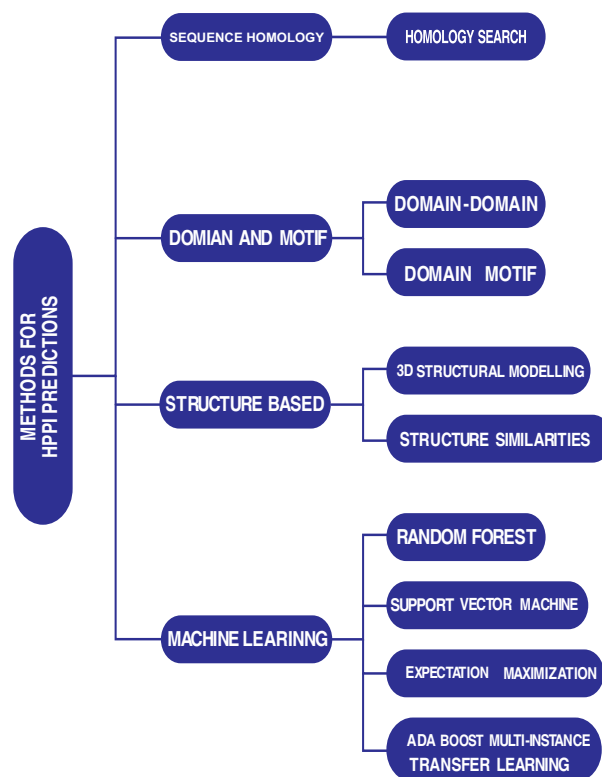 METHODS FOR
HPPI PREDICTIONS
SEQUENCE HOMOLOGY
HOMOLOGY SEARCH
DOMIAN AND MOTIF
DOMAIN-DOMAIN
DOMAIN MOTIF
STRUCTURE BASED
3D STRUCTURAL MODELLING
STRUCTURE SIMILARITIES
MACHINE LEARINNG
RANDOM FOREST
SUPPORT VECTOR MACHINE
EXPECTATION MAXIMIZATION
ADA BOOST MULTI-INSTANCE
TRANSFER LEARNING